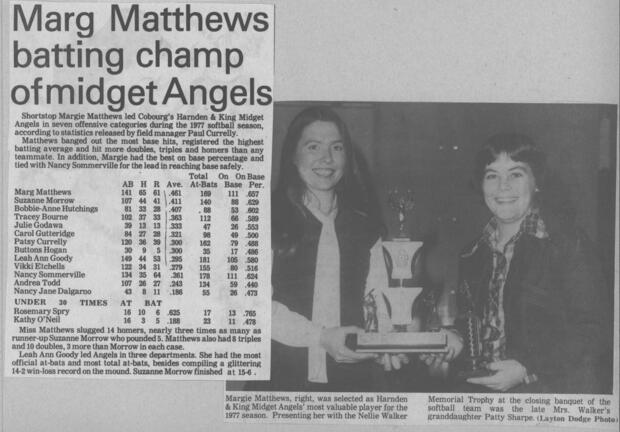 Marg Matthews
batting champ
of midget Angels
Shortstop Margie Matthews led Cobourg's Harnden & King Midget
Angels in seven offensive categories during the 1977 softball season,
according to statistics released by field manager Paul Currelly.
Matthews banged out the most base hits, registered the highest
batting average and hit more doubles, triples and homers than any
teammate. In addition, Margie had the best on base percentage and
tied with Nancy Sommerville for the lead in reaching base safely.
Total On On Base
AB H R Ave. At-Bats Base Per.
Marg Matthews 141 65 61 .461 169 111 .657
Suzanne Morrow 107 44 41 .411 140 88 .629
Bobbie-Anne Hutchings 81 33 28 .407 88 53 .602
Tracey Bourne 102 37 33 .363 112 66 .589
Julie Godawa 39 13 13 .333 47 26 .553
Carol Gutteridge 84 27 28 .321 98 49 .500
Patsy Currelly 120 36 39 .300 162 79 .488
Buttons Hogan 30 9 5 .300 35 17 .486
Leah Ann Goody 149 44 53 .295 181 105 .580
Vikki Etchells 122 34 31 .279 155 80 .516
Nancy Sommerville 134 35 64 .261 178 111 .624
Andrea Todd 107 26 27 .243 134 59 .440
Nancy Jane Dalgarno 43 8 11 .186 55 26 .473
UNDER 30 TIMES AT BAT
Rosemary Spry 16 10 6 .625 17 13 .765
Kathy O'Neil 16 3 5 .188 23 11 .478
Miss Matthews slugged 14 homers, nearly three times as many as
runner-up Suzanne Morrow who pounded 5. Matthews also had 8 triples
and 10 doubles, 3 more than Morrow in each case.
Leah Ann Goody led Angels in three departments. She had the most
official at-bats and most total at-bats, besides compiling a glittering
14-2 win-loss record on the mound. Suzanne Morrow finished at 15-6.
Margie Matthews, right, was selected as Harnden
& King Midget Angels' most valuable player for the
1977 season. Presenting her with the Nellie Walker
Memorial Trophy at the closing banquet of the
softball team was the late Mrs. Walker's
granddaughter Patty Sharpe. (Layton Dodge Photo)